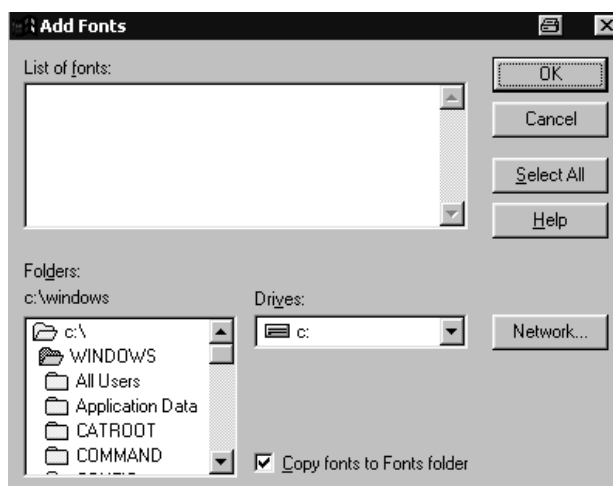 Add Fonts
List of fonts:
OK
Cancel
Select All
Help
Folders:
c:\windows
Drives:
c:\
c:
Network...
WINDOWS
All Users
Application Data
CATROOT
COMMAND
Copy fonts to Fonts folder